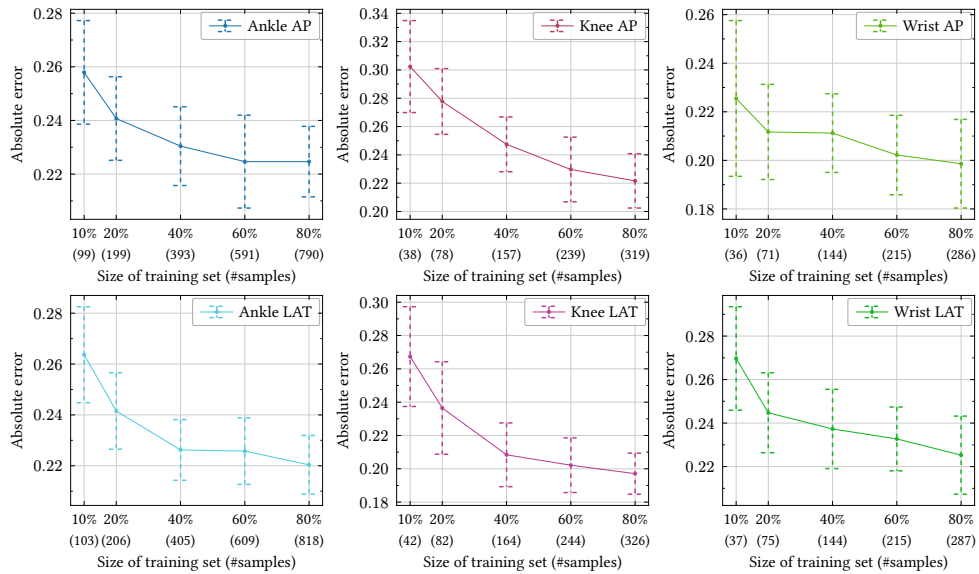 Ankle AP
Absolute error
0.28
0.26
0.24
0.22
10% 20% 40% 60% 80%
(99) (199) (393) (591) (790)
Size of training set (#samples)
Knee AP
Absolute error
0.34
0.32
0.30
0.28
0.26
0.24
0.22
0.20
10% 20% 40% 60% 80%
(38) (78) (157) (239) (319)
Size of training set (#samples)
Wrist AP
Absolute error
0.26
0.24
0.22
0.20
0.18
10% 20% 40% 60% 80%
(36) (71) (144) (215) (286)
Size of training set (#samples)
Ankle LAT
Absolute error
0.28
0.26
0.24
0.22
10% 20% 40% 60% 80%
(103) (206) (405) (609) (818)
Size of training set (#samples)
Knee LAT
Absolute error
0.30
0.28
0.26
0.24
0.22
0.20
0.18
10% 20% 40% 60% 80%
(42) (82) (164) (244) (326)
Size of training set (#samples)
Wrist LAT
Absolute error
0.28
0.26
0.24
0.22
10% 20% 40% 60% 80%
(37) (75) (144) (215) (287)
Size of training set (#samples)